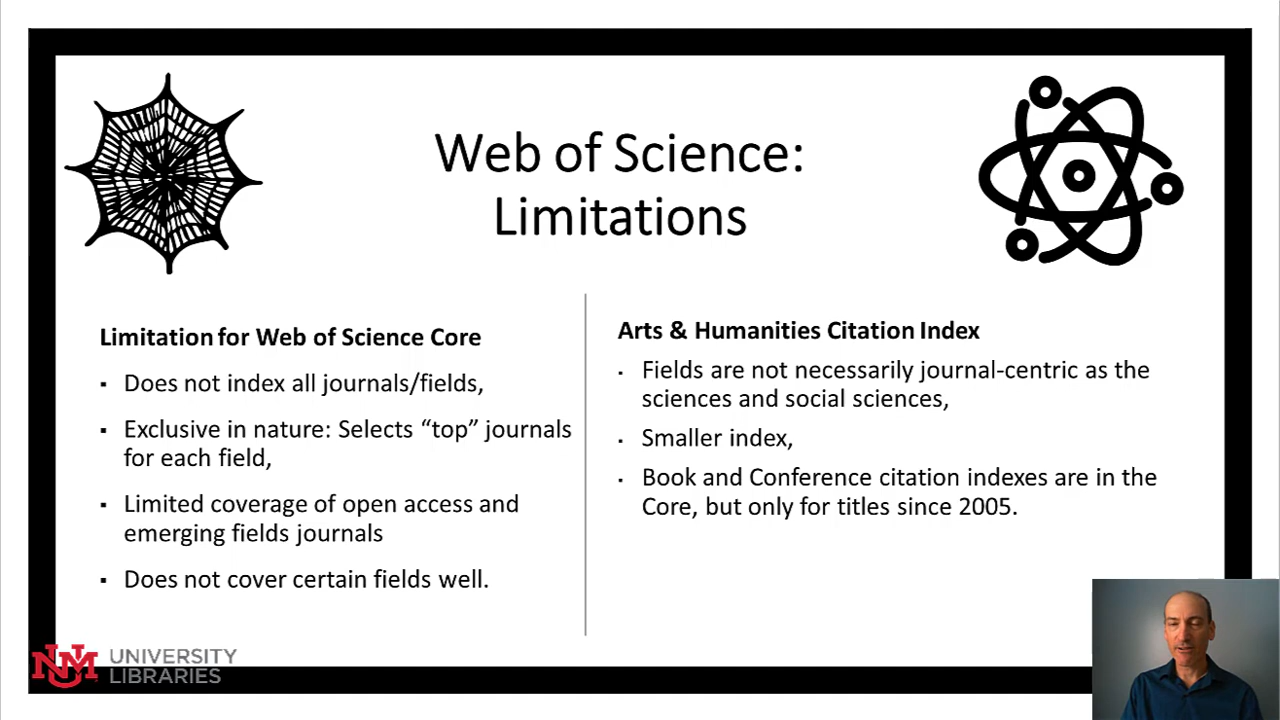 Web of Science:
Limitations
Limitation for Web of Science Core
▪ Does not index all journals/fields,
▪ Exclusive in nature: Selects “top” journals
for each field,
▪ Limited coverage of open access and
emerging fields journals
▪ Does not cover certain fields well.
Arts & Humanities Citation Index
▪ Fields are not necessarily journal-centric as the
sciences and social sciences,
▪ Smaller index,
▪ Book and Conference citation indexes are in the
Core, but only for titles since 2005.
NM
UNIVERSITY
LIBRARIES